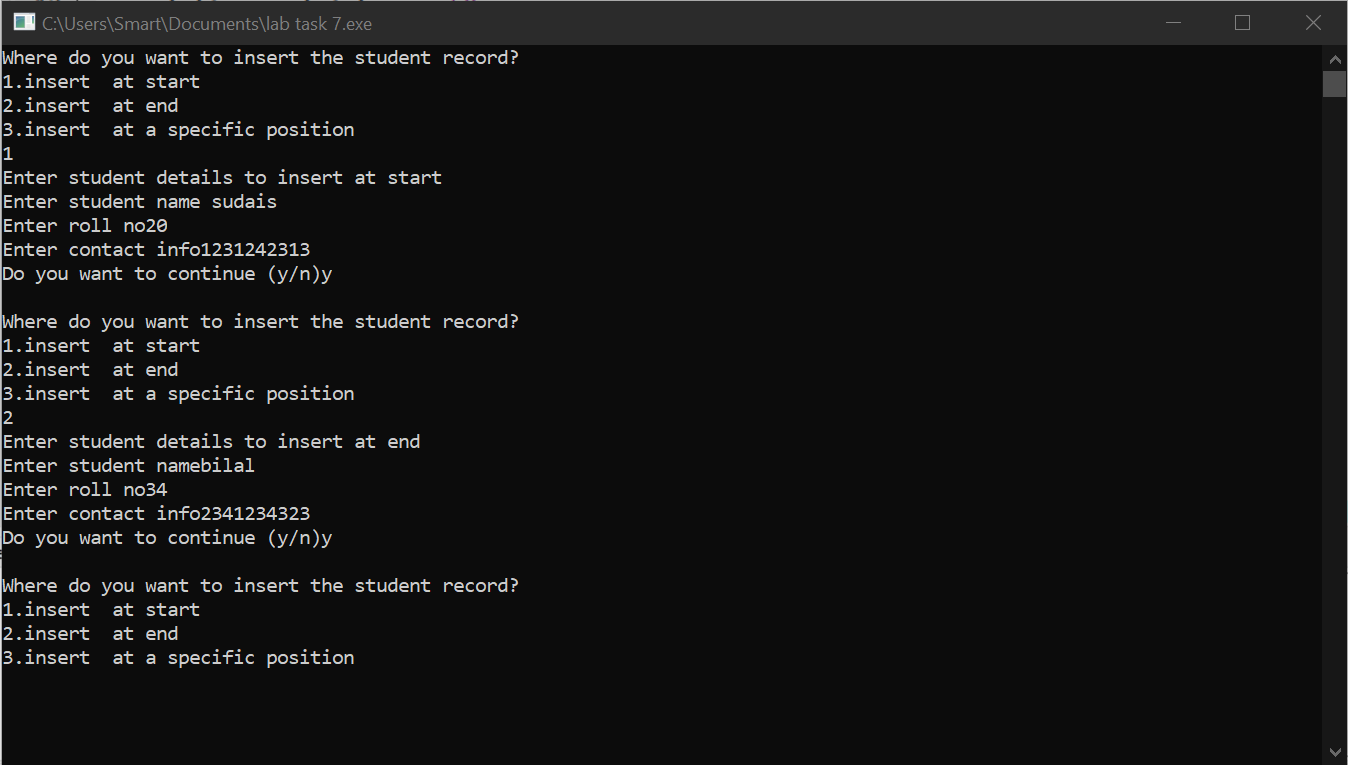 C:\Users\Smart\Documents\lab task 7.exe
Where do you want to insert the student record?
1.insert  at start
2.insert  at end
3.insert  at a specific position
1
Enter student details to insert at start
Enter student name sudais
Enter roll no20
Enter contact info1231242313
Do you want to continue (y/n)y

Where do you want to insert the student record?
1.insert  at start
2.insert  at end
3.insert  at a specific position
2
Enter student details to insert at end
Enter student namebilal
Enter roll no34
Enter contact info2341234323
Do you want to continue (y/n)y

Where do you want to insert the student record?
1.insert  at start
2.insert  at end
3.insert  at a specific position